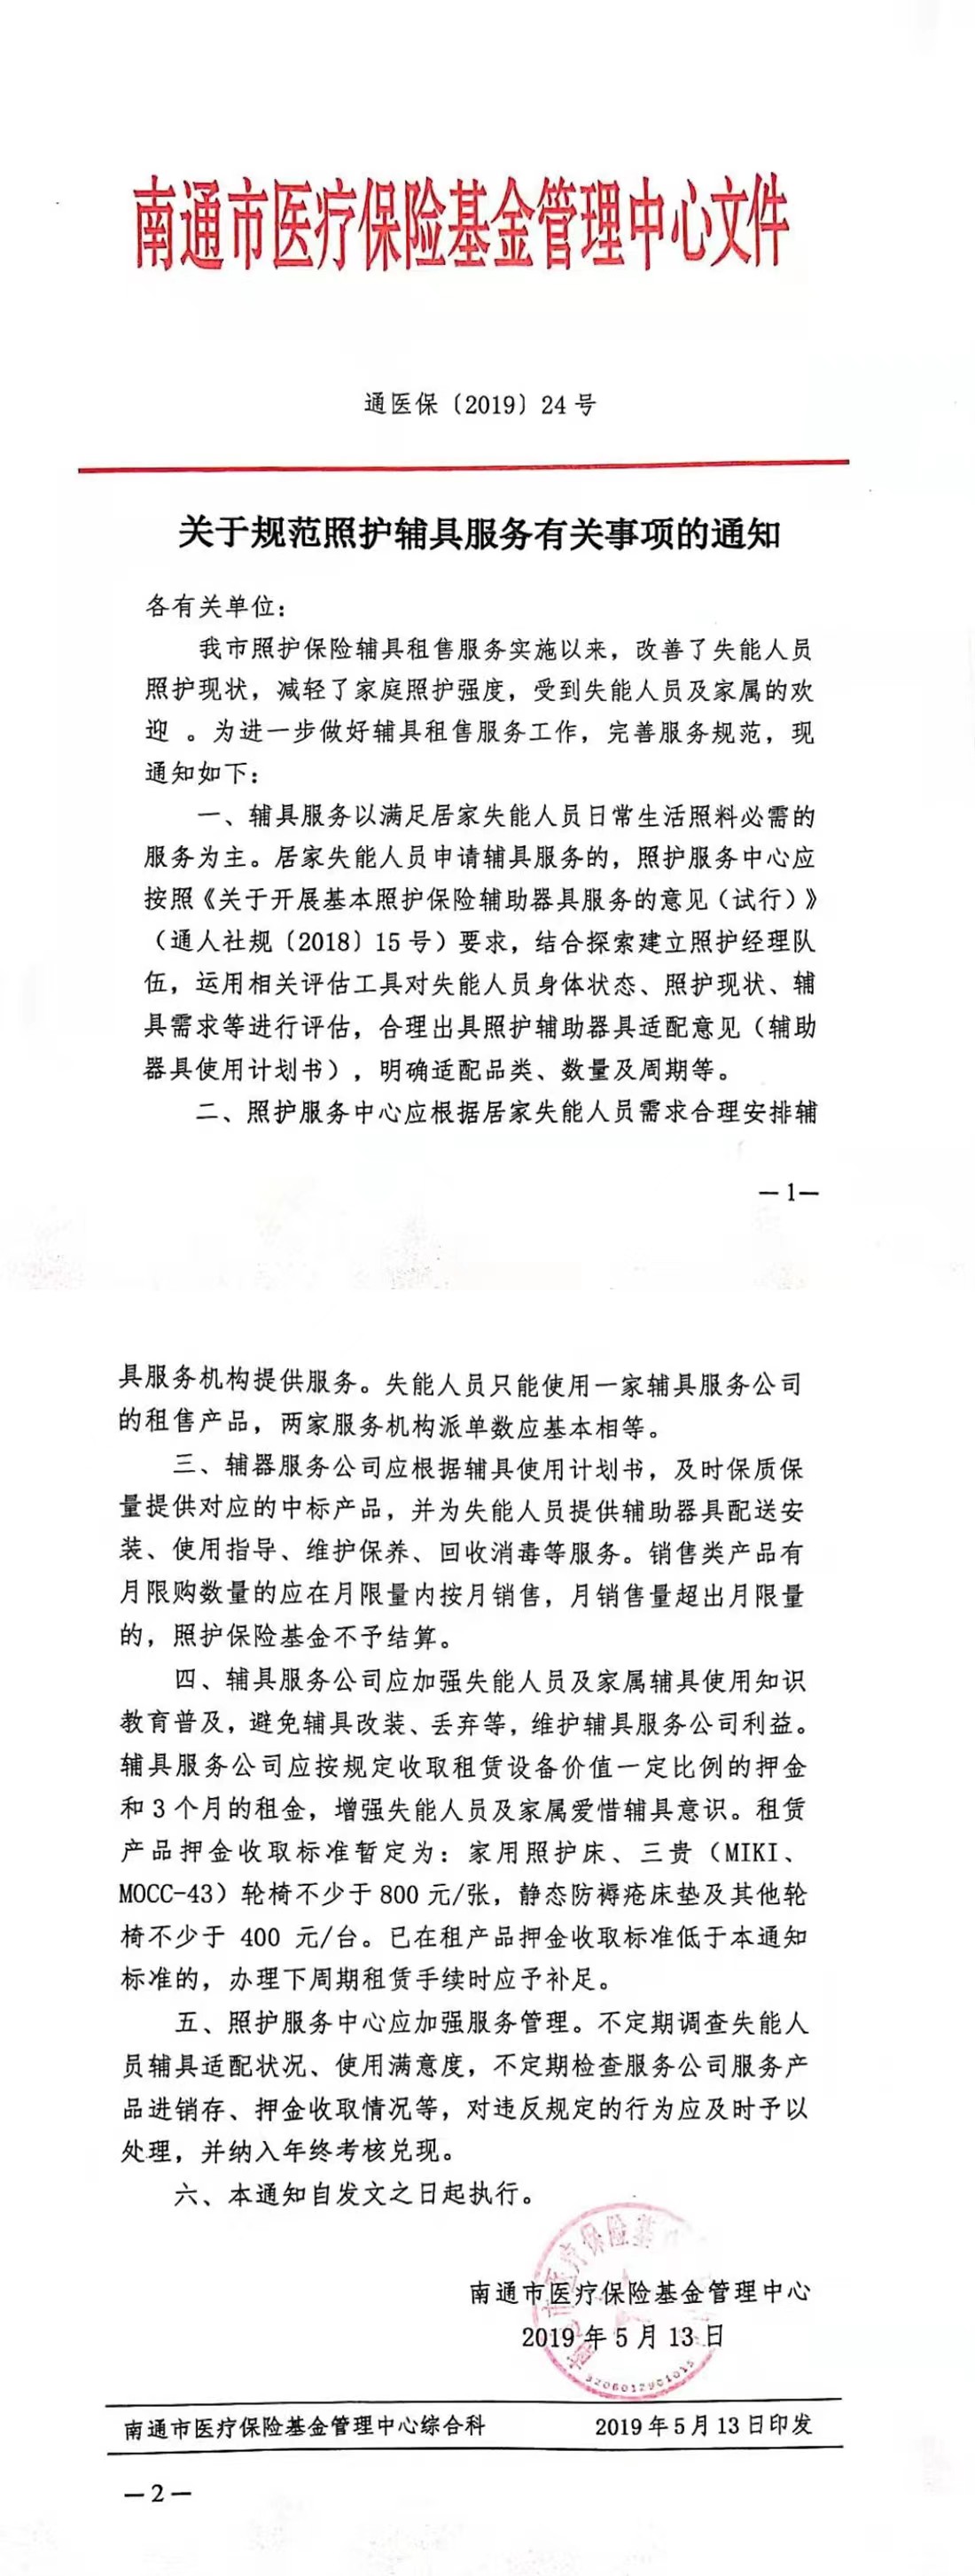 南通市医疗保险基金管理中心文件
通医保〔2019〕24号
关于规范照护辅具服务有关事项的通知
各有关单位：
我市照护保险辅具租售服务实施以来，改善了失能人员
照护现状，减轻了家庭照护强度，受到失能人员及家属的欢
迎 。为进一步做好辅具租售服务工作，完善服务规范，现
通知如下：
一、辅具服务以满足居家失能人员日常生活照料必需的
服务为主。居家失能人员申请辅具服务的，照护服务中心应
按照《关于开展基本照护保险辅助器具服务的意见（试行）》
（通人社规〔2018〕15号）要求，结合探索建立照护经理队
伍，运用相关评估工具对失能人员身体状态、照护现状、辅
具需求等进行评估，合理出具照护辅助器具适配意见（辅助
器具使用计划书），明确适配品类、数量及周期等。
二、照护服务中心应根据居家失能人员需求合理安排辅
—1—
具服务机构提供服务。失能人员只能使用一家辅具服务公司
的租售产品，两家服务机构派单数应基本相等。
三、辅器服务公司应根据辅具使用计划书，及时保质保
量提供对应的中标产品，并为失能人员提供辅助器具配送安
装、使用指导、维护保养、回收消毒等服务。销售类产品有
月限购数量的应在月限量内按月销售，月销售量超出月限量
的，照护保险基金不予结算。
四、辅具服务公司应加强失能人员及家属辅具使用知识
教育普及，避免辅具改装、丢弃等，维护辅具服务公司利益。
辅具服务公司应按规定收取租赁设备价值一定比例的押金
和3个月的租金，增强失能人员及家属爱惜辅具意识。租赁
产品押金收取标准暂定为：家用照护床、三贵（MIKI、
MOCC-43）轮椅不少于800元/张，静态防褥疮床垫及其他轮
椅不少于 400 元/台。已在租产品押金收取标准低于本通知
标准的，办理下周期租赁手续时应予补足。
五、照护服务中心应加强服务管理。不定期调查失能人
员辅具适配状况、使用满意度，不定期检查服务公司服务产
品进销存、押金收取情况等，对违反规定的行为应及时予以
处理，并纳入年终考核兑现。
六、本通知自发文之日起执行。
南通市医疗保险基金管理中心
2019年5月13日
南通市医疗保险基金管理中心综合科 2019年5月13日印发
—2—